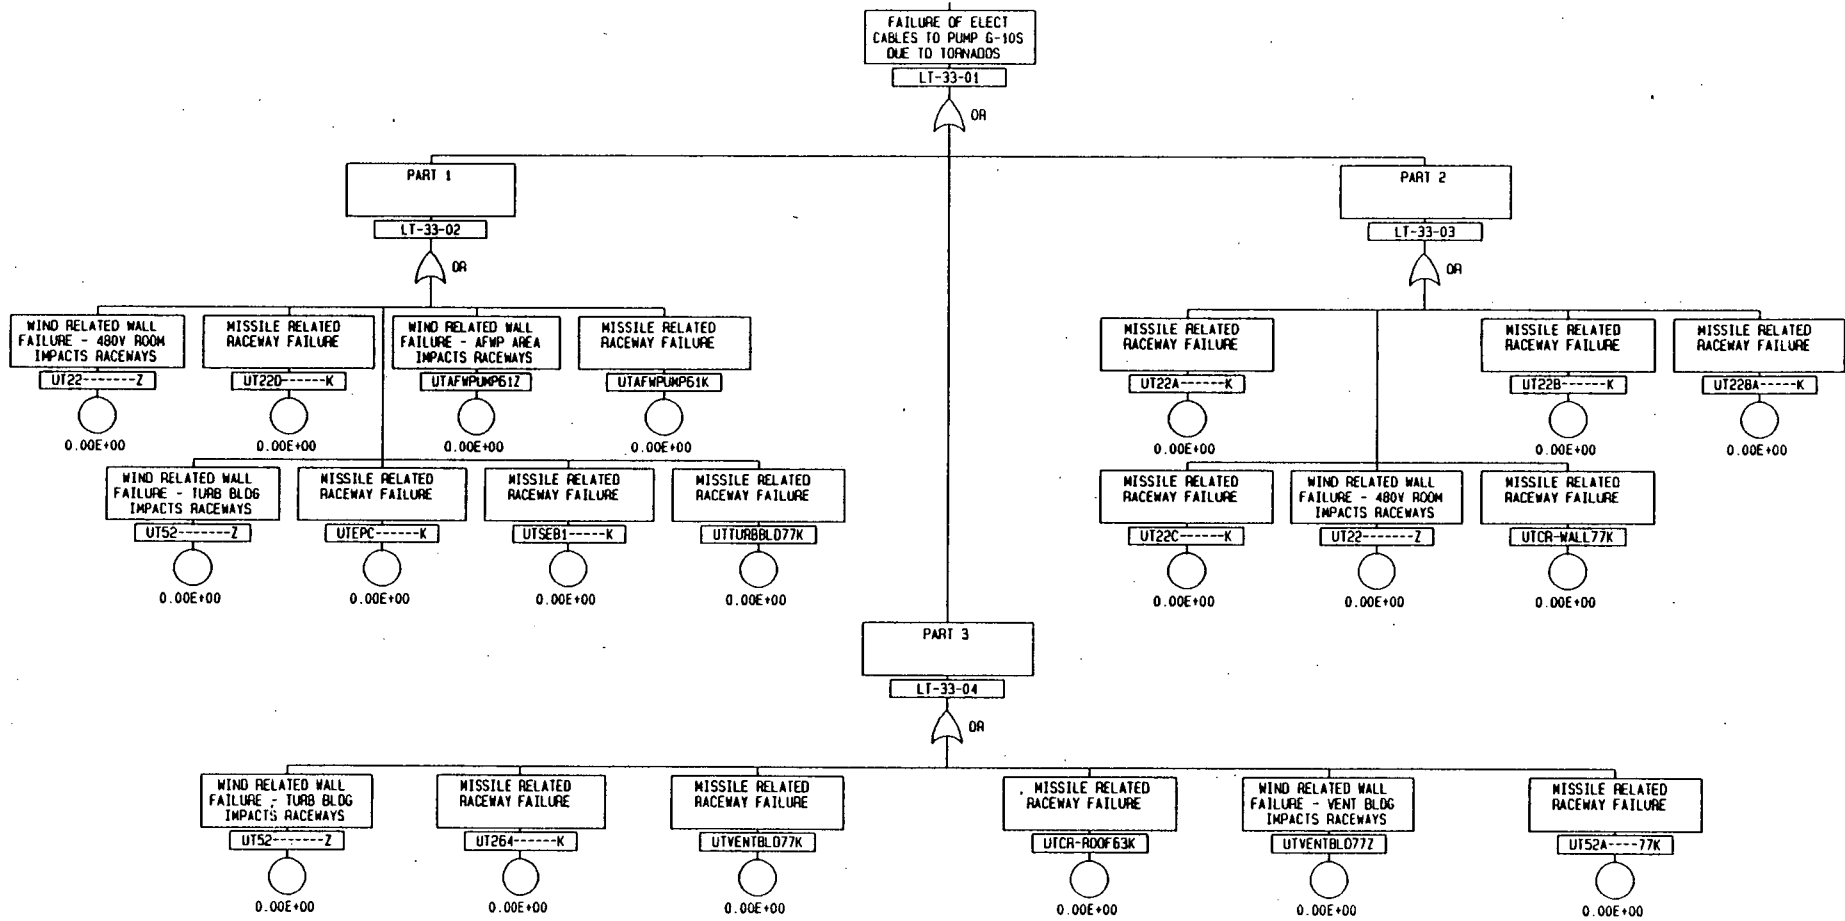 FAILURE OF ELECT
CABLES TO PUMP G-10S
DUE TO TORNADOS
LT-33-01
OR
PART 1
LT-33-02
OR
PART 2
LT-33-03
OR
WIND RELATED WALL
FAILURE - 480V ROOM
IMPACTS RACEWAYS
UT22-------Z
0.00E+00
MISSILE RELATED
RACEWAY FAILURE
UT22D------K
0.00E+00
WIND RELATED WALL
FAILURE - AFWP AREA
IMPACTS RACEWAYS
UTAFWPUMP61Z
0.00E+00
MISSILE RELATED
RACEWAY FAILURE
UTAFWPUMP61K
0.00E+00
WIND RELATED WALL
FAILURE - TURB BLDG
IMPACTS RACEWAYS
UT52-------Z
0.00E+00
MISSILE RELATED
RACEWAY FAILURE
UTEPC------K
0.00E+00
MISSILE RELATED
RACEWAY FAILURE
UTSEB1-----K
0.00E+00
MISSILE RELATED
RACEWAY FAILURE
UTTURBBLD77K
0.00E+00
MISSILE RELATED
RACEWAY FAILURE
UT22A------K
0.00E+00
MISSILE RELATED
RACEWAY FAILURE
UT22B------K
0.00E+00
MISSILE RELATED
RACEWAY FAILURE
UT22BA-----K
0.00E+00
MISSILE RELATED
RACEWAY FAILURE
UT22C------K
0.00E+00
WIND RELATED WALL
FAILURE - 480V ROOM
IMPACTS RACEWAYS
UT22-------Z
0.00E+00
MISSILE RELATED
RACEWAY FAILURE
UTCR-WALL77K
0.00E+00
PART 3
LT-33-04
OR
WIND RELATED WALL
FAILURE - TURB BLDG
IMPACTS RACEWAYS
UT52-------Z
0.00E+00
MISSILE RELATED
RACEWAY FAILURE
UT264------K
0.00E+00
MISSILE RELATED
RACEWAY FAILURE
UTVENTBLD77K
0.00E+00
MISSILE RELATED
RACEWAY FAILURE
UTCR-ROOF63K
0.00E+00
WIND RELATED WALL
FAILURE - VENT BLDG
IMPACTS RACEWAYS
UTVENTBLD77Z
0.00E+00
MISSILE RELATED
RACEWAY FAILURE
UT52A----77K
0.00E+00